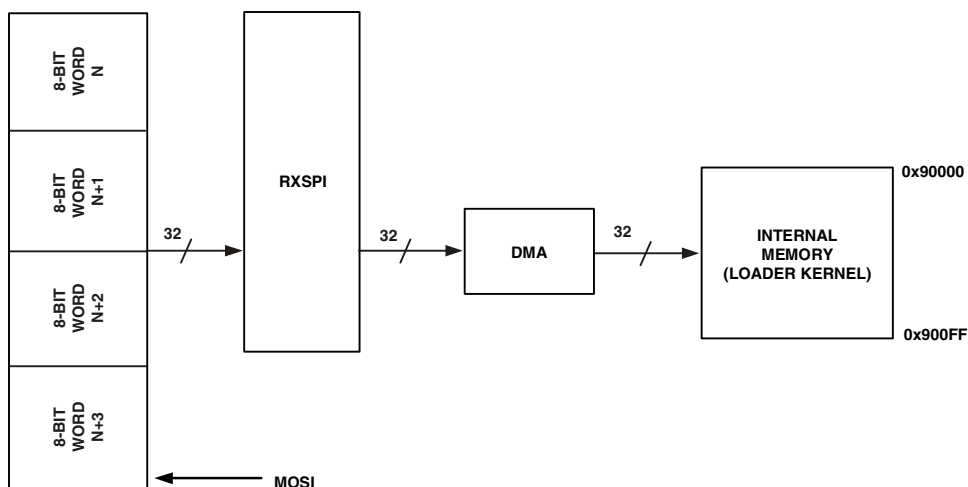 8-BIT
WORD
N
8-BIT
WORD
N+1
8-BIT
WORD
N+2
8-BIT
WORD
N+3
32
RXSPI
32
DMA
32
INTERNAL
MEMORY
(LOADER KERNEL)
0x90000
0x900FF
MOSI